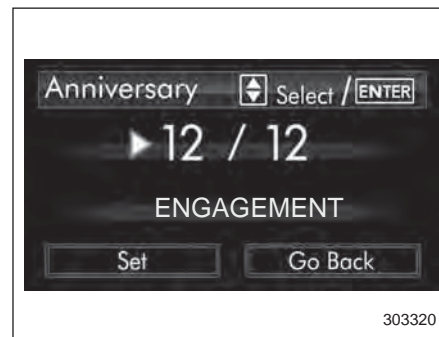 Anniversary Select / ENTER
12 / 12
ENGAGEMENT
Set Go Back
303320